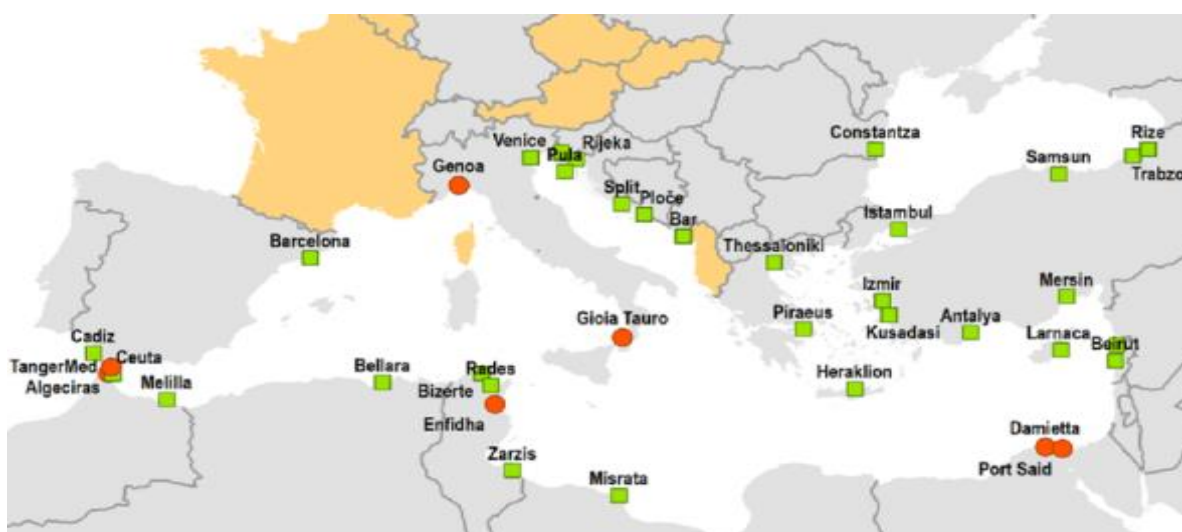 Venice
Rijeka
Pula
Genoa
Constantza
Rize
Samsun
Trabzo
Split
Ploče
Bar
Istambul
Barcelona
Thessaloniki
Izmir
Mersin
Gioia Tauro
Piraeus
Kusadasi
Antalya
Larnaca
Beirut
Cadiz
TangerMed
Ceuta
Algeciras
Melilla
Bellara
Rades
Bizerte
Enfidha
Heraklion
Damietta
Port Said
Zarzis
Misrata